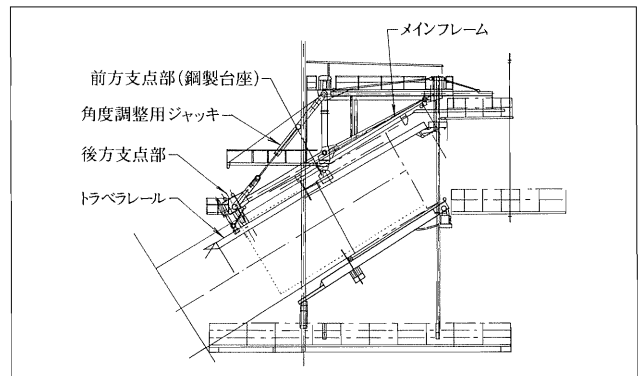 メインフレーム
前方支点部(鋼製台座)
角度調整用ジャッキ
後方支点部
トラベラレール